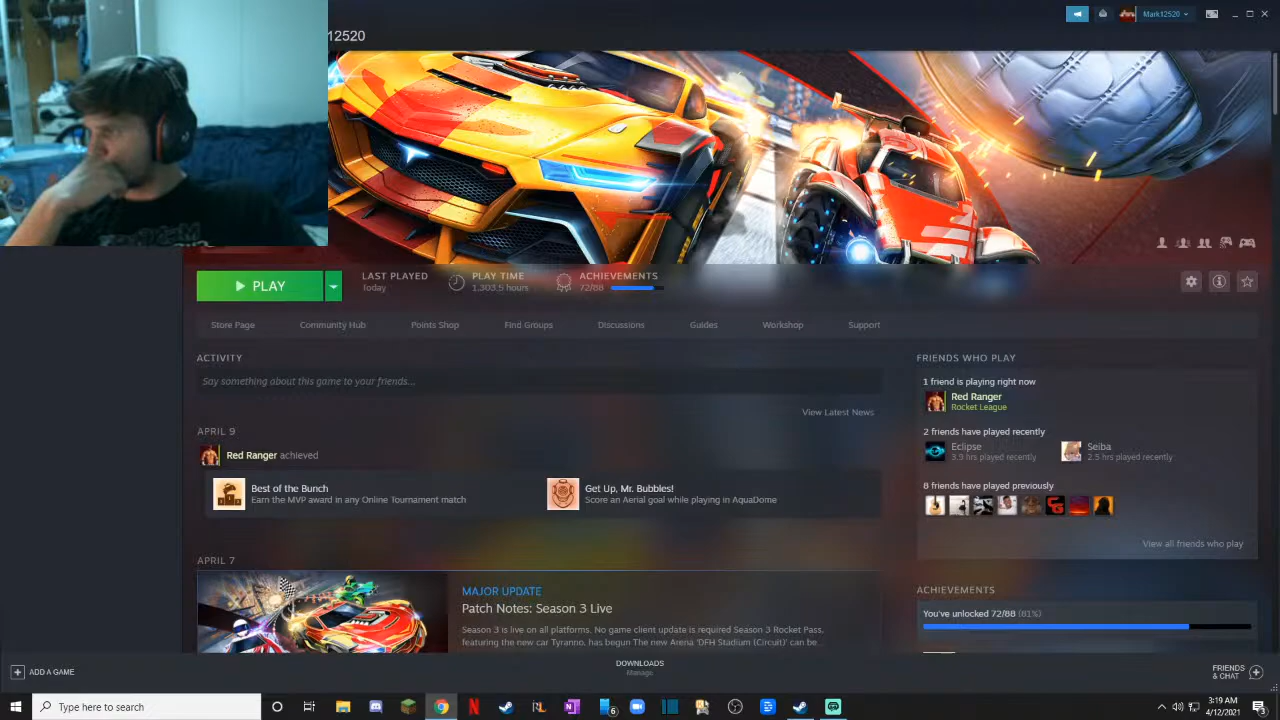 Mark12520
12520
PLAY
LAST PLAYED
Today
PLAY TIME
1,303.5 hours
ACHIEVEMENTS
72/88
Store Page
Community Hub
Points Shop
Find Groups
Discussions
Guides
Workshop
Support
ACTIVITY
Say something about this game to your friends...
View Latest News
APRIL 9
Red Ranger achieved
Best of the Bunch
Earn the MVP award in any Online Tournament match
Get Up, Mr. Bubbles!
Score an Aerial goal while playing in AquaDome
APRIL 7
MAJOR UPDATE
Patch Notes: Season 3 Live
Season 3 is live on all platforms. No game client update is required Season 3 Rocket Pass,
featuring the new car Tyranno, has begun The new Arena 'DFH Stadium (Circuit)' can be...
FRIENDS WHO PLAY
1 friend is playing right now
Red Ranger
Rocket League
2 friends have played recently
Eclipse
3.9 hrs played recently
Seiba
2.5 hrs played recently
8 friends have played previously
View all friends who play
ACHIEVEMENTS
You've unlocked 72/88 (81%)
ADD A GAME
DOWNLOADS
Manage
FRIENDS
& CHAT
Type here to search
RL
6
3:19 AM
4/12/2021
3